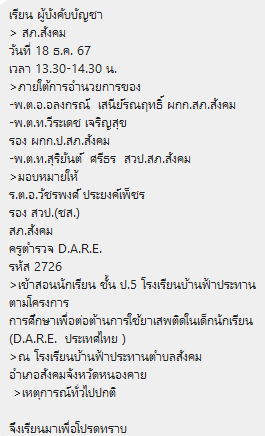 เรียน ผู้บังคับบัญชา
> สภ.สังคม
วันที่ 18 ธ.ค. 67
เวลา 13.30-14.30 น.
>ภายใต้การอำนวยการของ
-พ.ต.อ.อลงกรณ์  เสนีย์รณฤทธิ์ ผกก.สภ.สังคม
-พ.ต.ท.วีระเดช เจริญสุข
รอง ผกก.ป.สภ.สังคม
-พ.ต.ท.สุริยันต์  ศรีธร  สวป.สภ.สังคม
>มอบหมายให้
ร.ต.อ.วัชรพงศ์ ประยงค์เพ็ชร
รอง สวป.(ชส.)
สภ.สังคม
ครูตำรวจ D.A.R.E.
รหัส 2726
>เข้าสอนนักเรียน ชั้น ป.5 โรงเรียนบ้านฟ้าประทาน
ตามโครงการ
การศึกษาเพื่อต่อต้านการใช้ยาเสพติดในเด็กนักเรียน
(D.A.R.E.  ประเทศไทย )
>ณ โรงเรียนบ้านฟ้าประทานตำบลสังคม
อำเภอสังคมจังหวัดหนองคาย
>เหตุการณ์ทั่วไปปกติ
จึงเรียนมาเพื่อโปรดทราบ